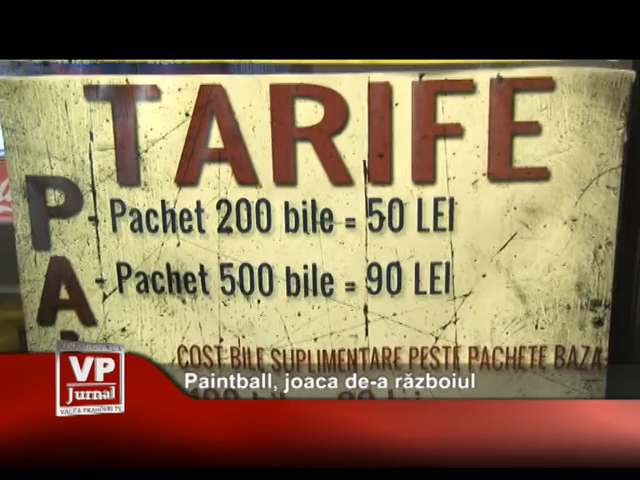 TARIFE
PA
- Pachet 200 bile = 50 LEI
- Pachet 500 bile = 90 LEI
COST BILE SUPLIMENTARE PESTE PACHETE BAZA
VP
Jurnal
VALEA PRAHOVEI TV
Paintball, joaca de-a războiul